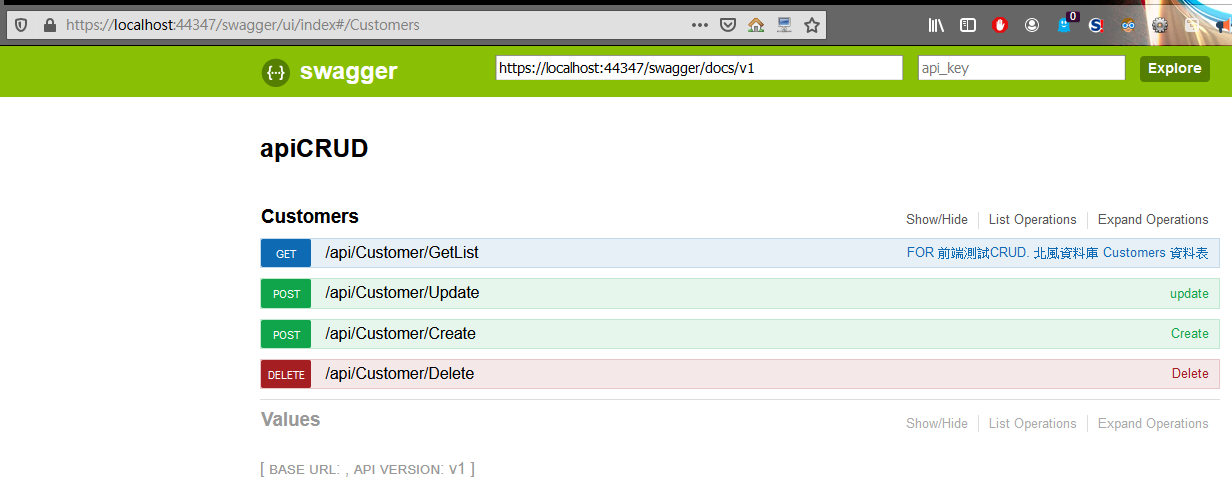 https://localhost:44347/swagger/ui/index#/Customers
0
{··} swagger
https://localhost:44347/swagger/docs/v1
api_key
Explore
apiCRUD
Customers
Show/Hide
List Operations
Expand Operations
GET
/api/Customer/GetList
FOR 前端測試CRUD. 北風資料庫 Customers 資料表
POST
/api/Customer/Update
update
POST
/api/Customer/Create
Create
DELETE
/api/Customer/Delete
Delete
Values
Show/Hide
List Operations
Expand Operations
[ BASE URL: , API VERSION: V1 ]